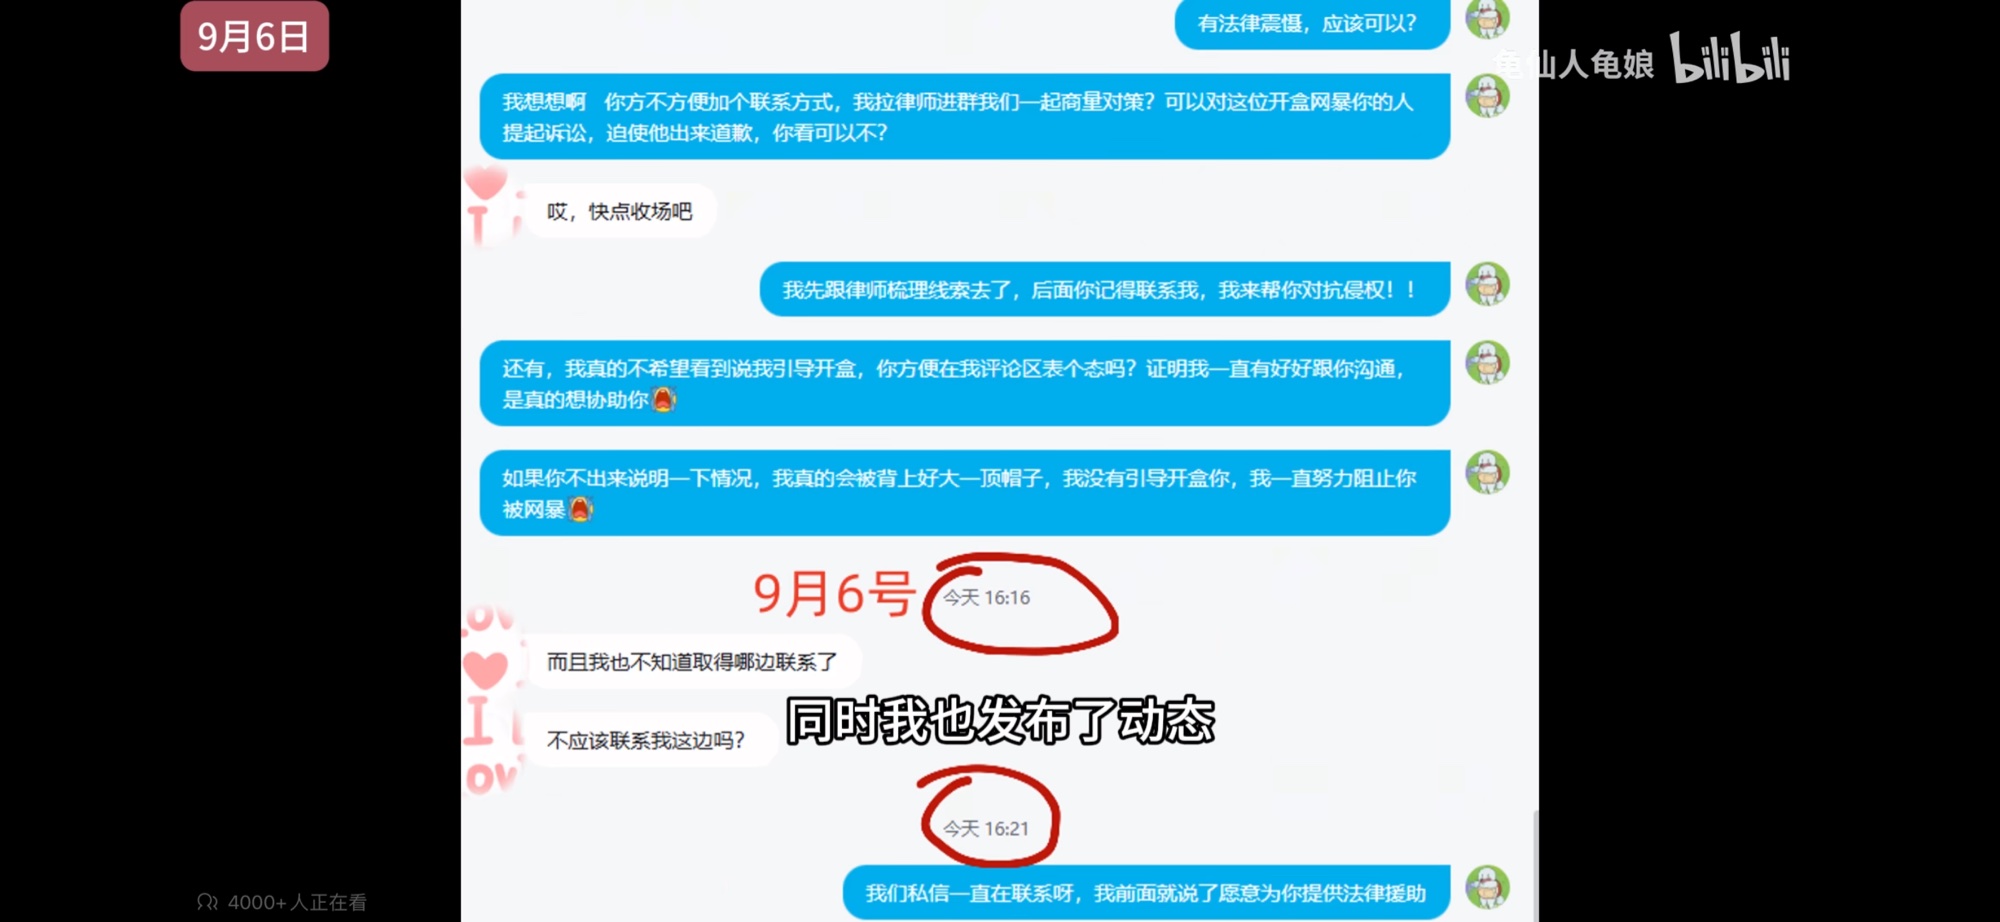 9月6日
有法律震慑，应该可以？
龟仙人龟娘 bilibili
我想想啊 你方不方便加个联系方式，我拉律师进群我们一起商量对策？可以对这位开盒网暴你的人
提起诉讼，迫使他出来道歉，你看可以不？
哎，快点收场吧
我先跟律师梳理线索去了，后面你记得联系我，我来帮你对抗侵权！！
还有，我真的不希望看到说我引导开盒，你方便在我评论区表个态吗？证明我一直有好好跟你沟通，
是真的想协助你
如果你不出来说明一下情况，我真的会被背上好大一顶帽子，我没有引导开盒你，我一直努力阻止你
被网暴
9月6号
今天 16:16
而且我也不知道取得哪边联系了
同时我也发布了动态
不应该联系我这边吗？
今天 16:21
我们私信一直在联系呀，我前面就说了愿意为你提供法律援助
4000+人正在看